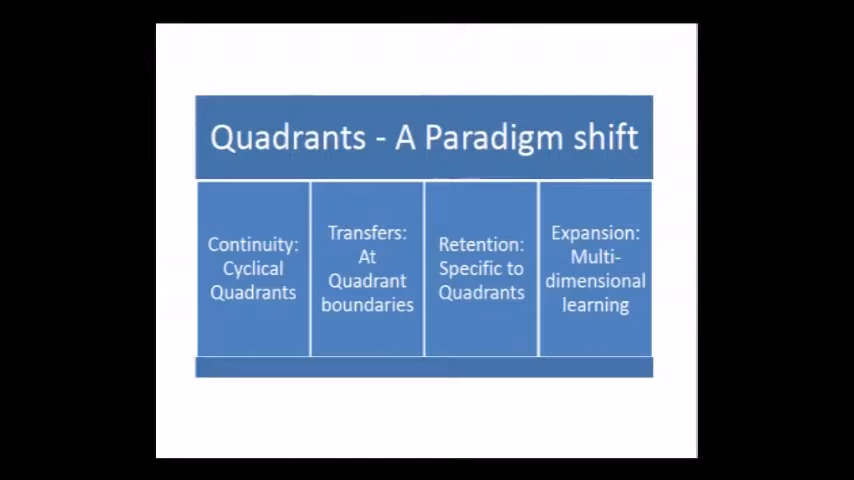 Quadrants - A Paradigm shift
Continuity:
Cyclical
Quadrants
Transfers:
At
Quadrant
boundaries
Retention:
Specific to
Quadrants
Expansion:
Multi-
dimensional
learning